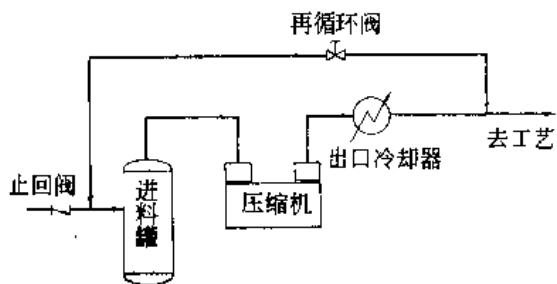 再循环阀
去工艺
出口冷却器
止回阀
进料罐
压缩机